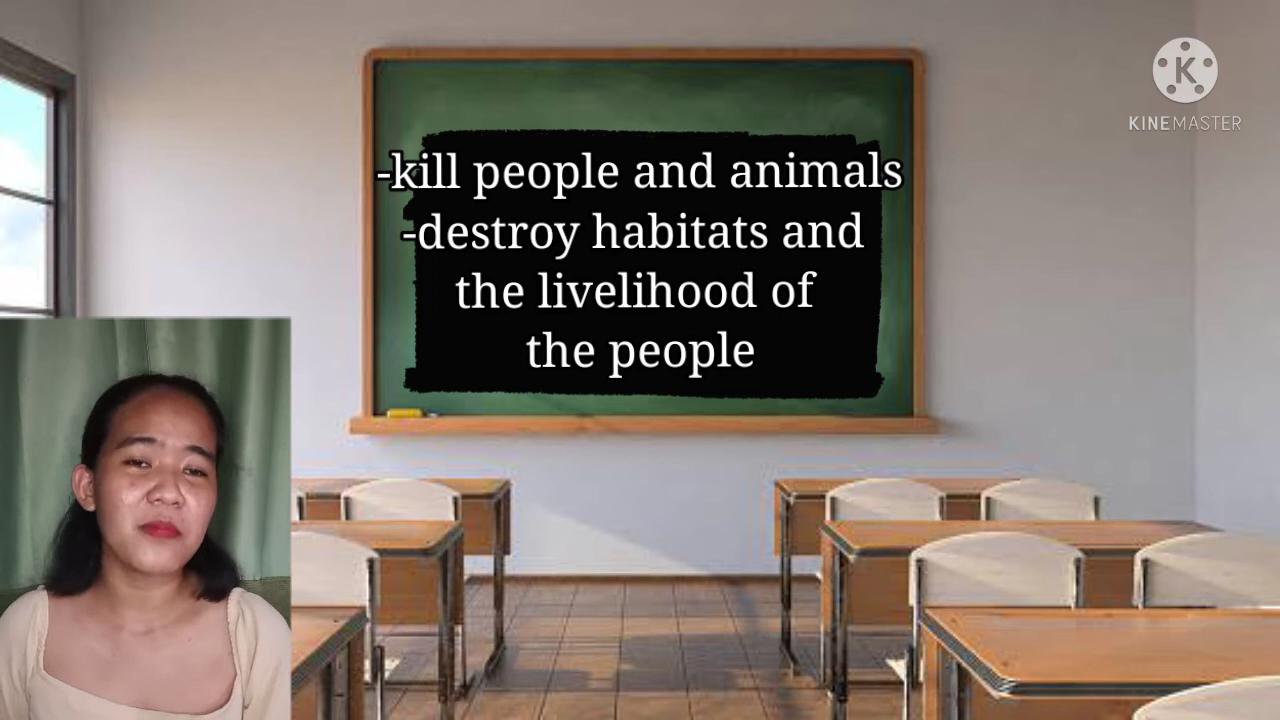 -kill people and animals
-destroy habitats and
the livelihood of
the people
K
KINEMASTER